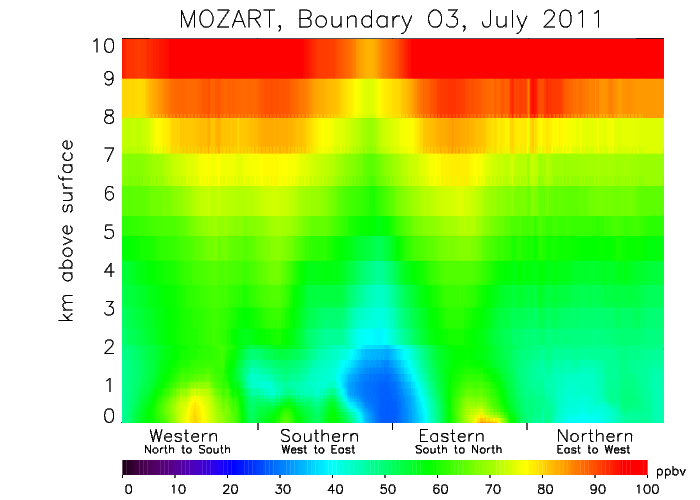 MOZART, Boundary O3, July 2011
km above surface
10
9
8
7
6
5
4
3
2
1
0
Western Southern Eastern Northern
North to South West to East South to North East to West
ppbv
0 10 20 30 40 50 60 70 80 90 100